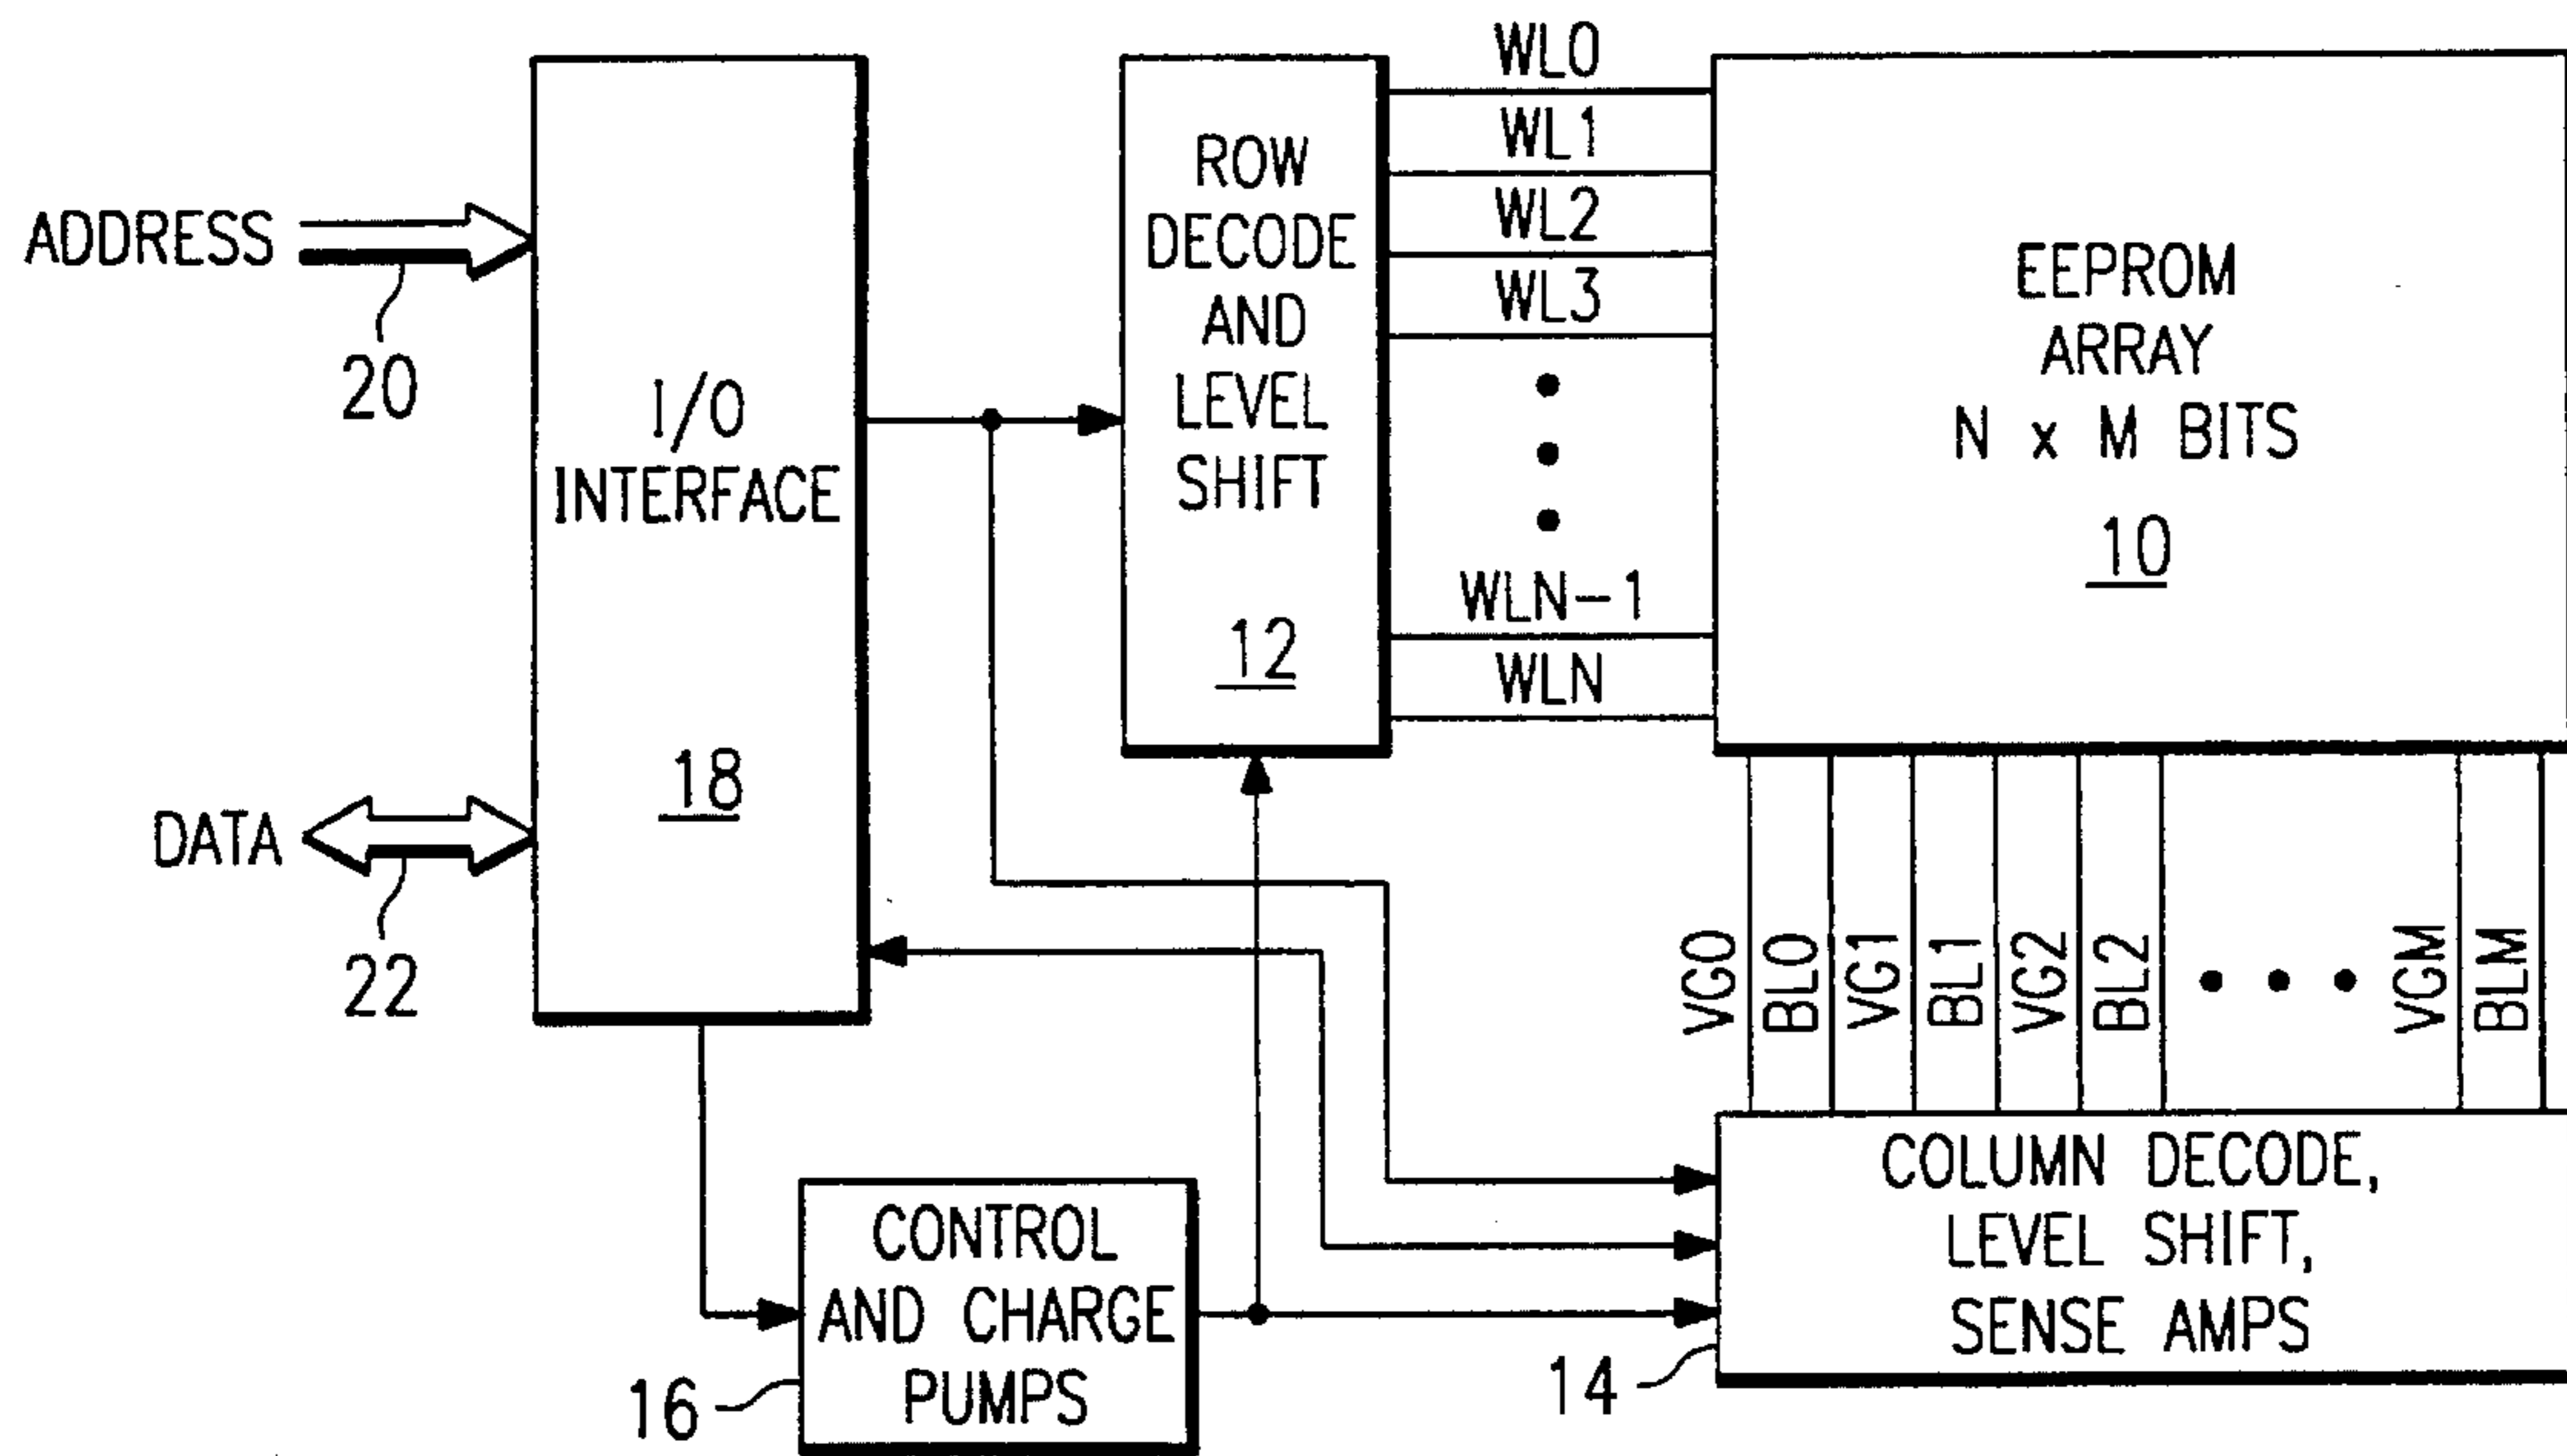 ADDRESS
20
DATA
22
I/O
INTERFACE
18
ROW
DECODE
AND
LEVEL
SHIFT
12
WL0
WL1
WL2
WL3
WLN-1
WLN
EEPROM
ARRAY
N x M BITS
10
VG0
BL0
VG1
BL1
VG2
BL2
VGM
BLM
CONTROL
AND CHARGE
PUMPS
16
COLUMN DECODE,
LEVEL SHIFT,
SENSE AMPS
14